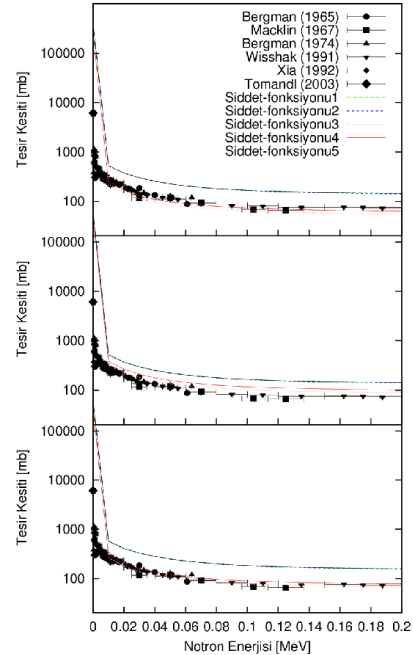 Bergman (1965)
Macklin (1967)
Bergman (1974)
Wisshak (1991)
Xia (1992)
Tomandl (2003)
Siddet-fonksiyonu1
Siddet-fonksiyonu2
Siddet-fonksiyonu3
Siddet-fonksiyonu4
Siddet-fonksiyonu5
Tesir Kesiti [mb]
100000
10000
1000
100
Tesir Kesiti [mb]
100000
10000
1000
100
Tesir Kesiti [mb]
100000
10000
1000
100
0 0.02 0.04 0.06 0.08 0.1 0.12 0.14 0.16 0.18 0.2
Notron Enerjisi [MeV]